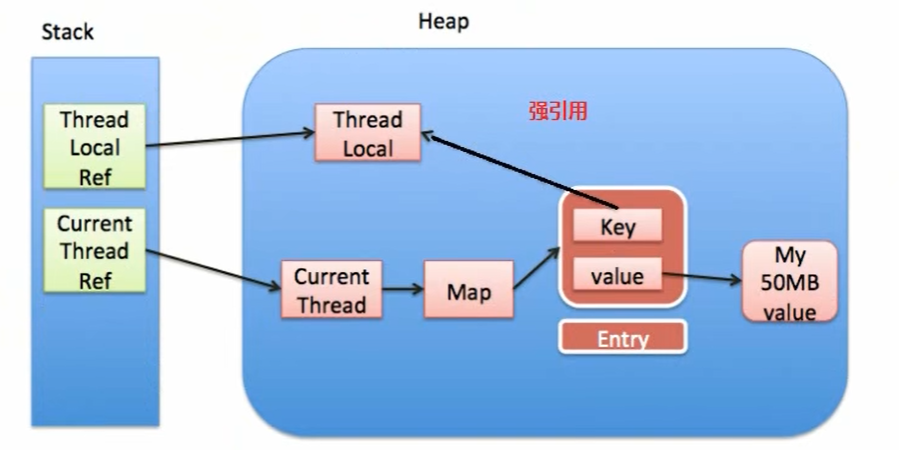 Stack
Heap
Thread
Local
Ref
Current
Thread
Ref
Thread
Local
强引用
Current
Thread
Map
Key
value
Entry
My
50MB
value